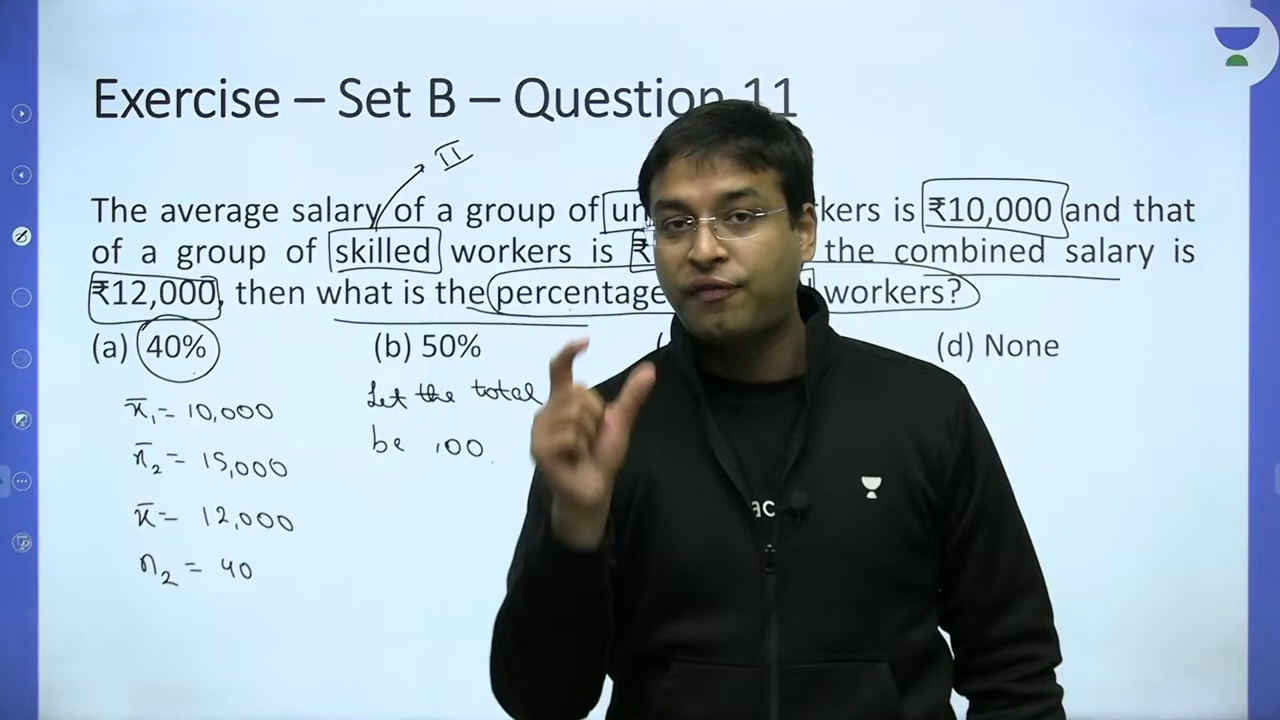 Exercise – Set B – Question 11
II
The average salary of a group of un kers is ₹10,000 and that
of a group of skilled workers is ₹ the combined salary is
₹12,000, then what is the percentage workers?
(a) 40% (b) 50% ( (d) None
x̄₁ = 10,000
Let the total
be 100.
x̄₂ = 15,000
x̄ = 12,000
n₂ = 40
ac